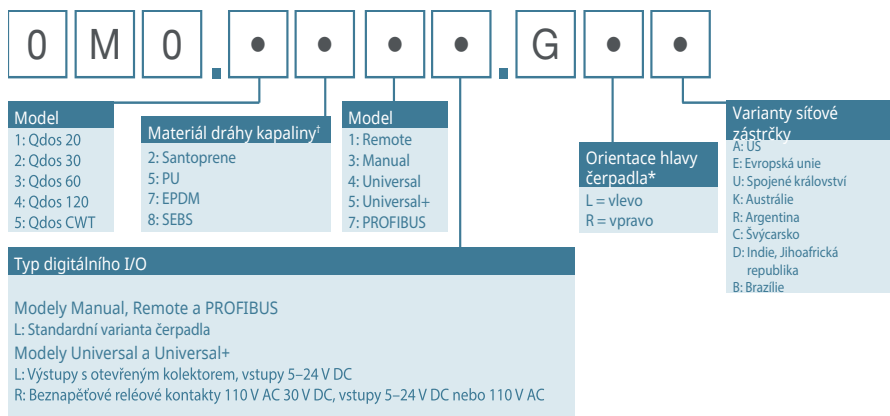 0 M 0 . • • • • . G • •
Model
1: Qdos 20
2: Qdos 30
3: Qdos 60
4: Qdos 120
5: Qdos CWT
Materiál dráhy kapaliny†
2: Santoprene
5: PU
7: EPDM
8: SEBS
Model
1: Remote
3: Manual
4: Universal
5: Universal+
7: PROFIBUS
Typ digitálního I/O
Modely Manual, Remote a PROFIBUS
L: Standardní varianta čerpadla
Modely Universal a Universal+
L: Výstupy s otevřeným kolektorem, vstupy 5–24 V DC
R: Beznapěťové reléové kontakty 110 V AC 30 V DC, vstupy 5–24 V DC nebo 110 V AC
Orientace hlavy
čerpadla*
L = vlevo
R = vpravo
Varianty síťové
zástrčky
A: US
E: Evropská unie
U: Spojené království
K: Austrálie
R: Argentina
C: Švýcarsko
D: Indie, Jihoafrická
republika
B: Brazílie